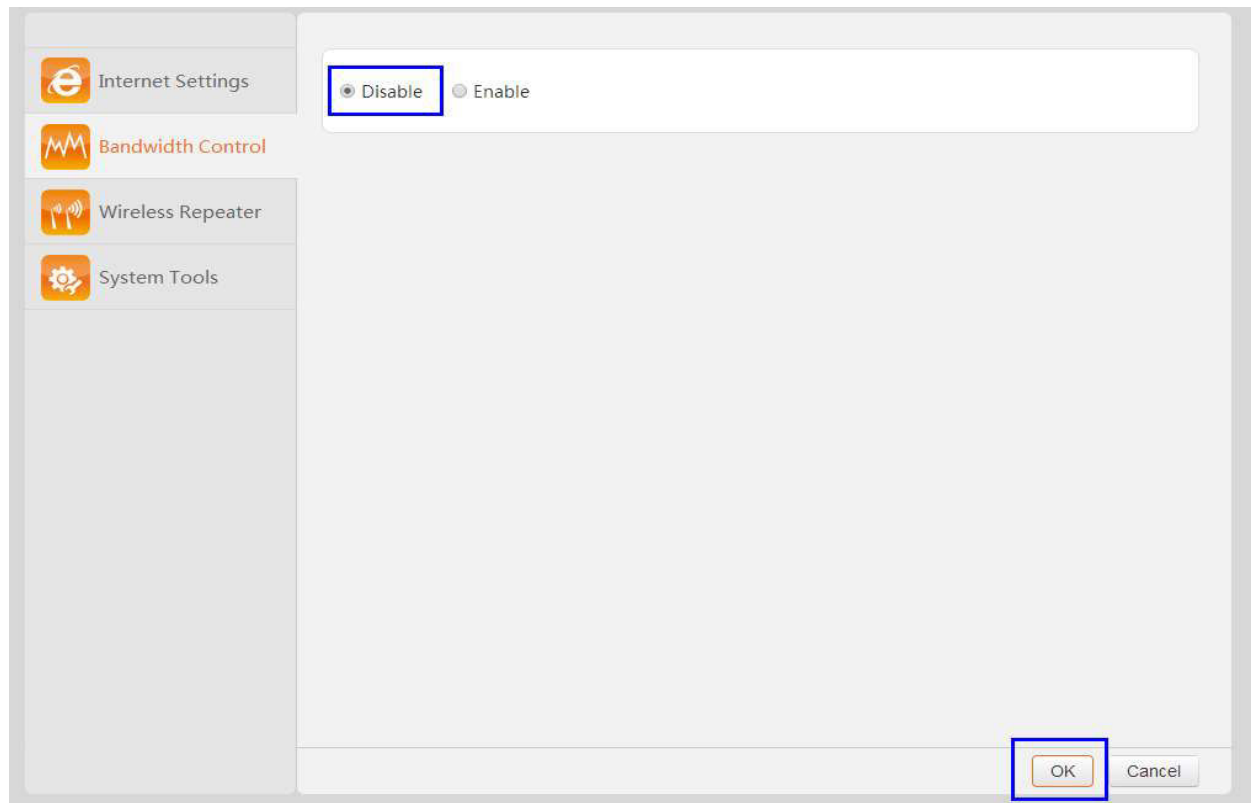 Internet Settings
Disable Enable
Bandwidth Control
Wireless Repeater
System Tools
OK Cancel